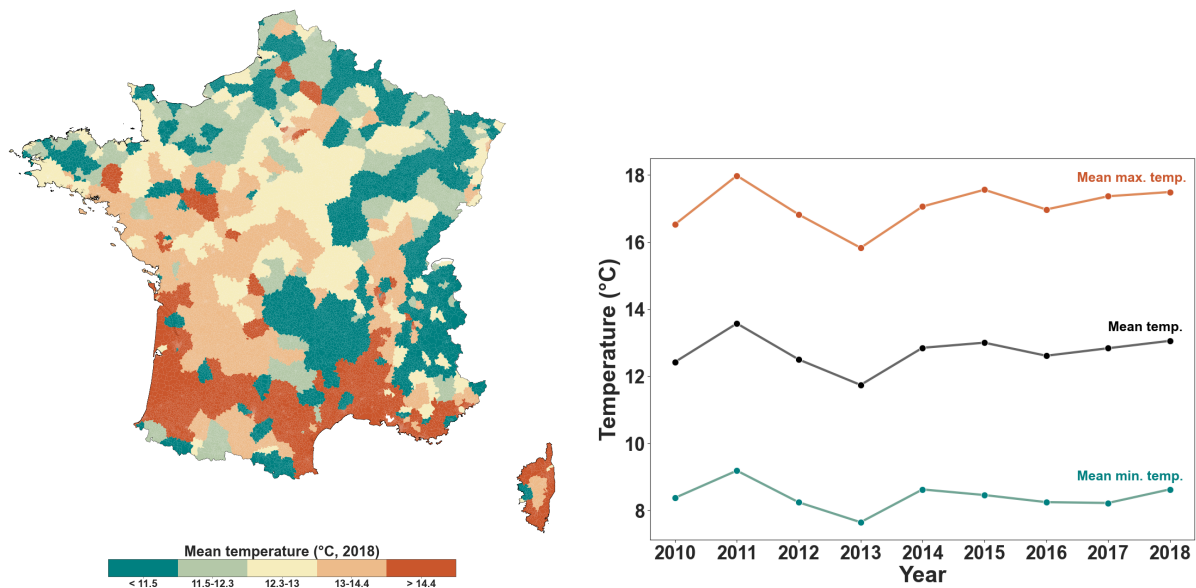 Mean temperature (°C, 2018)
< 11.5 11.5-12.3 12.3-13 13-14.4 > 14.4
Temperature (°C)
18
16
14
12
10
8
Mean max. temp.
Mean temp.
Mean min. temp.
2010 2011 2012 2013 2014 2015 2016 2017 2018
Year